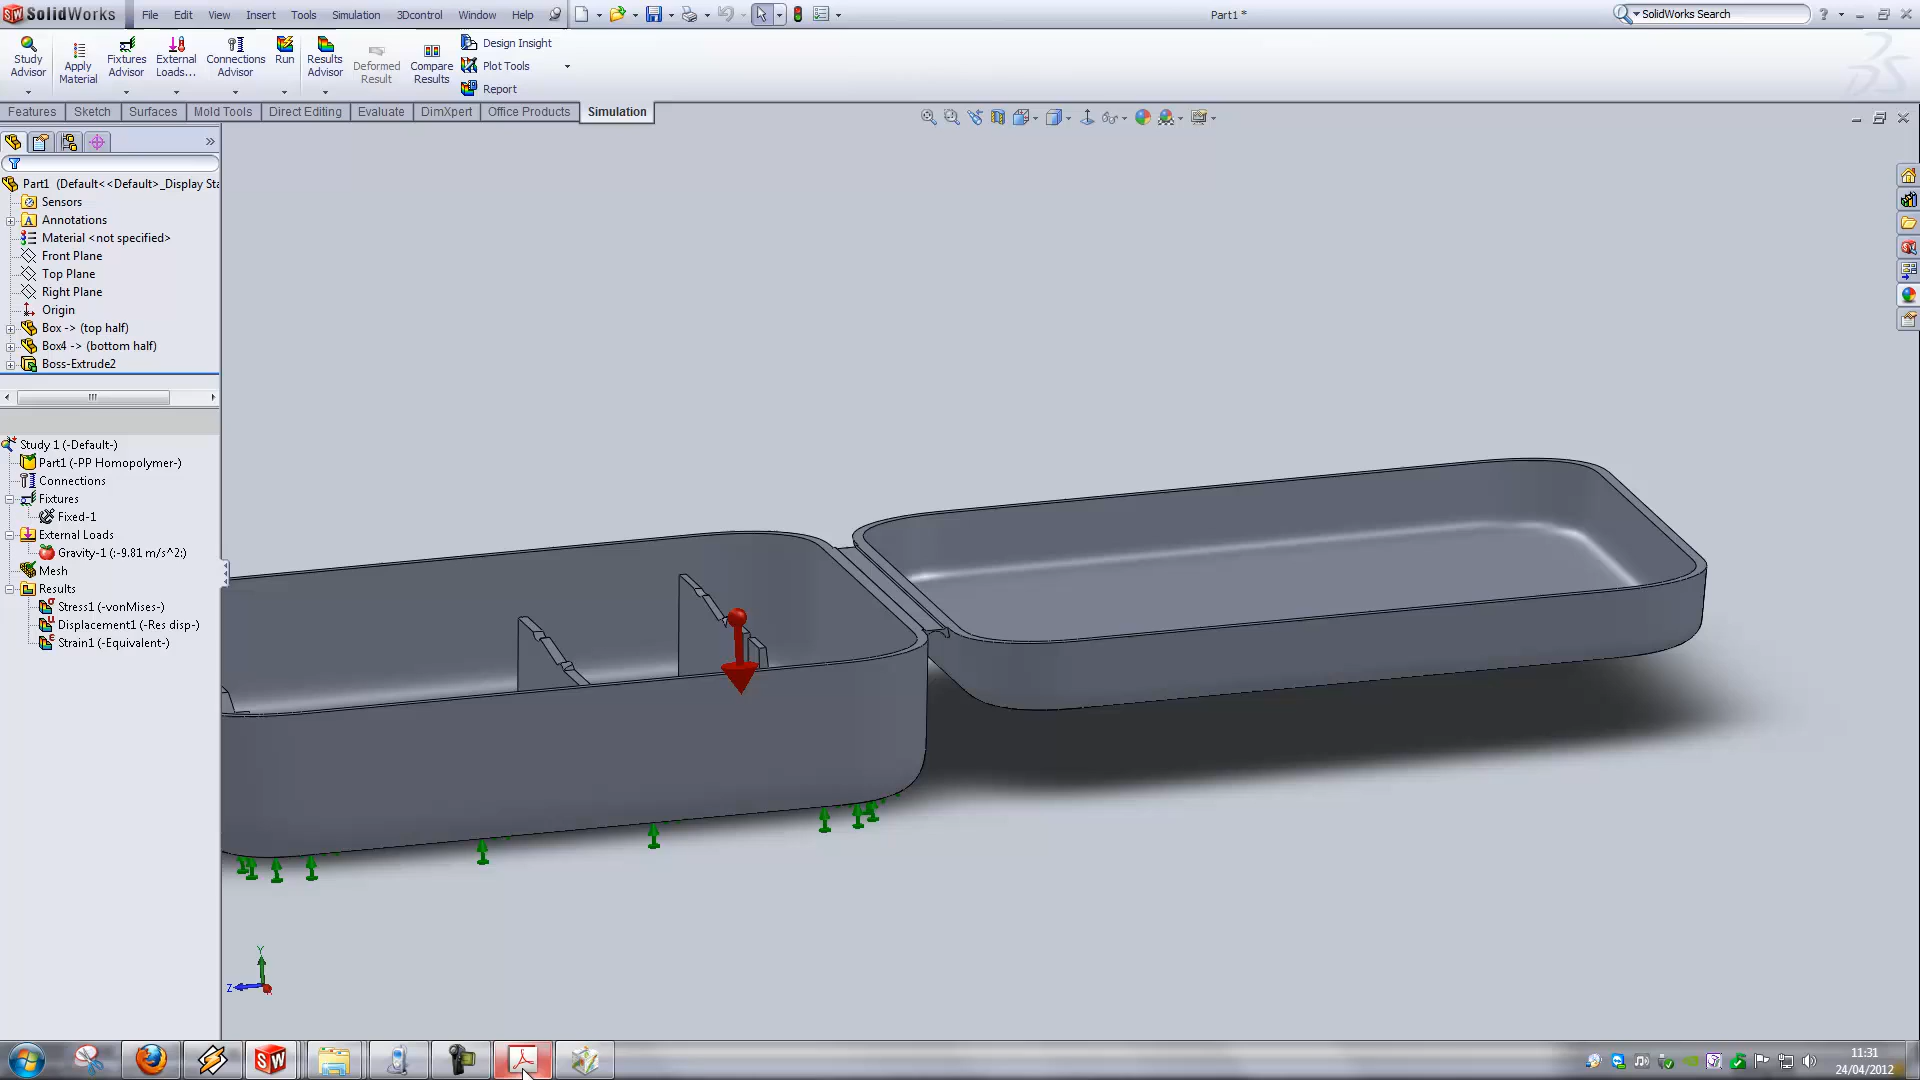 SolidWorks File Edit View Insert Tools Simulation 3Dcontrol Window Help Part1 * SolidWorks Search
Study Advisor
Apply Material
Fixtures Advisor
External Loads...
Connections Advisor
Run
Results Advisor
Deformed Result
Compare Results
Design Insight
Plot Tools
Report
Features Sketch Surfaces Mold Tools Direct Editing Evaluate DimXpert Office Products Simulation
Part1 (Default<<Default>_Display Sta
Sensors
Annotations
Material <not specified>
Front Plane
Top Plane
Right Plane
Origin
Box -> (top half)
Box4 -> (bottom half)
Boss-Extrude2
Study 1 (-Default-)
Part1 (-PP Homopolymer-)
Connections
Fixtures
Fixed-1
External Loads
Gravity-1 (:-9.81 m/s^2:)
Mesh
Results
Stress1 (-vonMises-)
Displacement1 (-Res disp-)
Strain1 (-Equivalent-)
Y
Z
11:31
24/04/2012